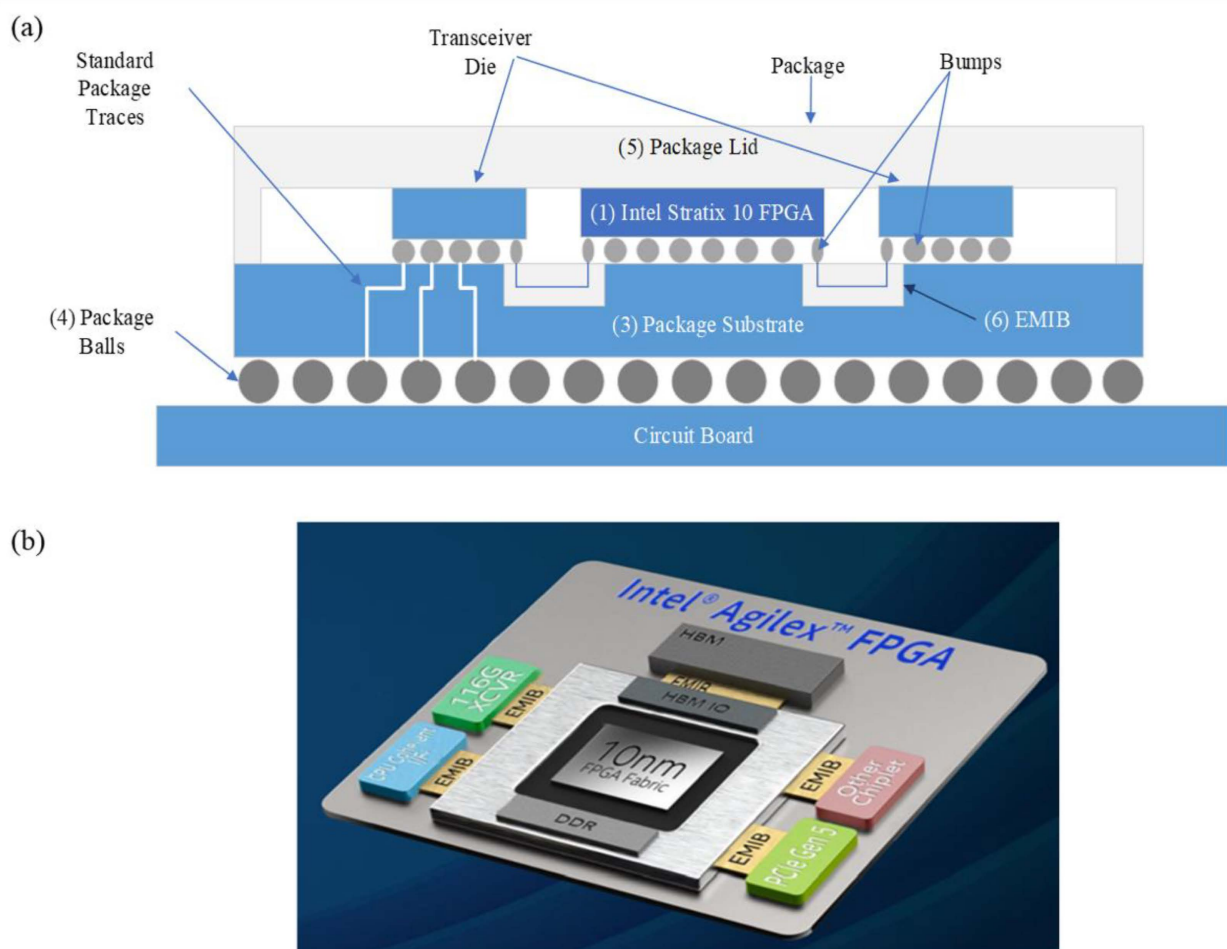 (a)
Transceiver
Die
Standard
Package
Traces
Package
Bumps
(5) Package Lid
(1) Intel Stratix 10 FPGA
(4) Package
Balls
(3) Package Substrate
(6) EMIB
Circuit Board
(b)
Intel® Agilex™ FPGA
HBM
EMIB
HBM IO
116G
XCVR
EMIB
CPU
I/F
EMIB
10nm
FPGA Fabric
DDR
EMIB
Other
Chiplet
EMIB
PCIe Gen 5